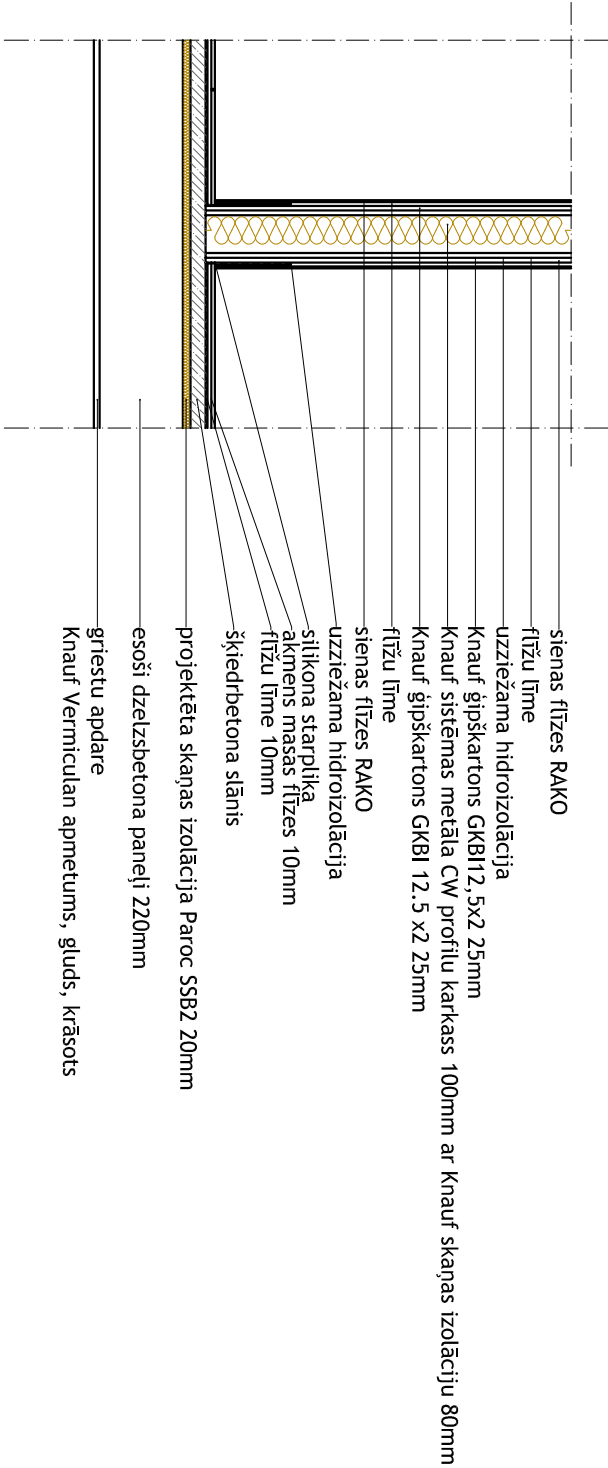 sienas flīzes RAKO
flīžu līme
uzziežama hidroizolācija
Knauf ģipškartons GKBI12,5x2 25mm
Knauf sistēmas metāla CW profilu karkass 100mm ar Knauf skaņas izolāciju 80mm
Knauf ģipškartons GKBI 12.5 x2 25mm
flīžu līme
sienas flīzes RAKO
uzziežama hidroizolācija
silikona starplika
akmens masas flīzes 10mm
flīžu līme 10mm
šķiedrbetona slānis
projektēta skaņas izolācija Paroc SSB2 20mm
esoši dzelzsbetona paneļi 220mm
griestu apdare
Knauf Vermiculan apmetums, gluds, krāsots